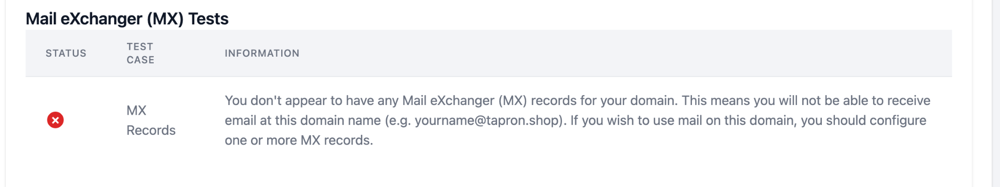 Mail eXchanger (MX) Tests
STATUS
TEST
CASE
INFORMATION
MX
Records
You don't appear to have any Mail eXchanger (MX) records for your domain. This means you will not be able to receive
email at this domain name (e.g. yourname@tapron.shop). If you wish to use mail on this domain, you should configure
one or more MX records.